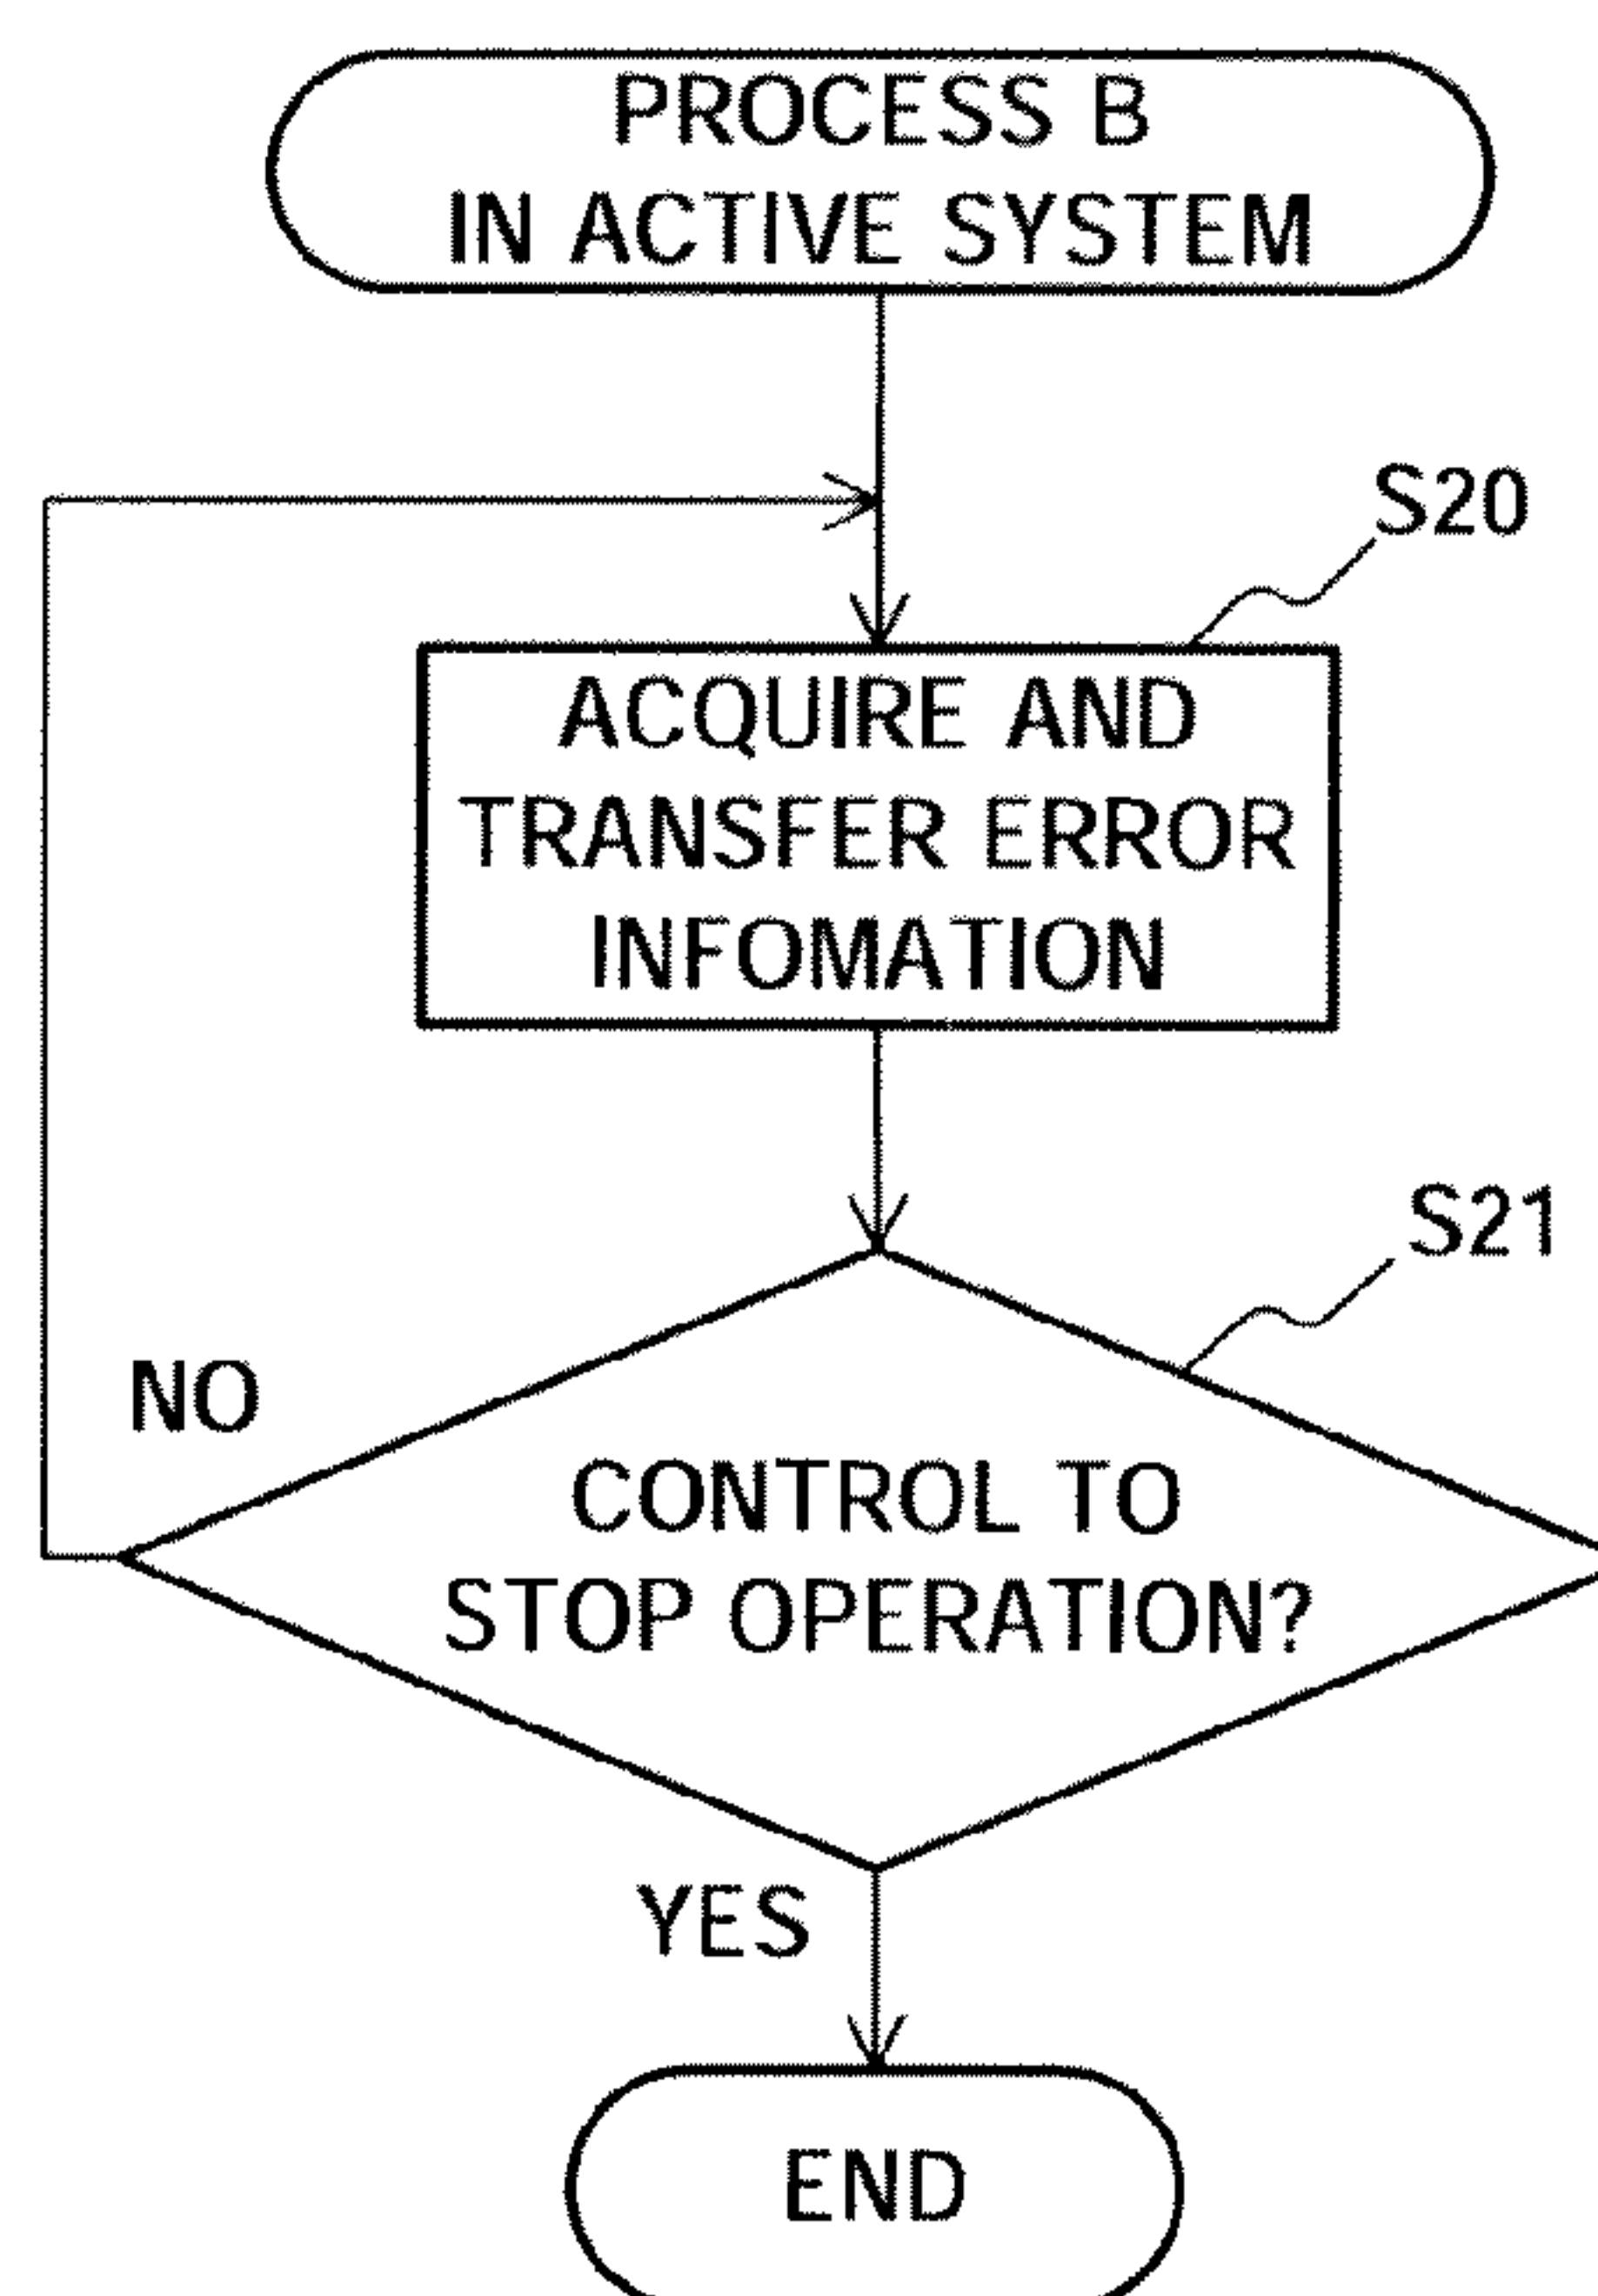 PROCESS B
IN ACTIVE SYSTEM
S20
ACQUIRE AND
TRANSFER ERROR
INFOMATION
S21
NO
CONTROL TO
STOP OPERATION?
YES
END